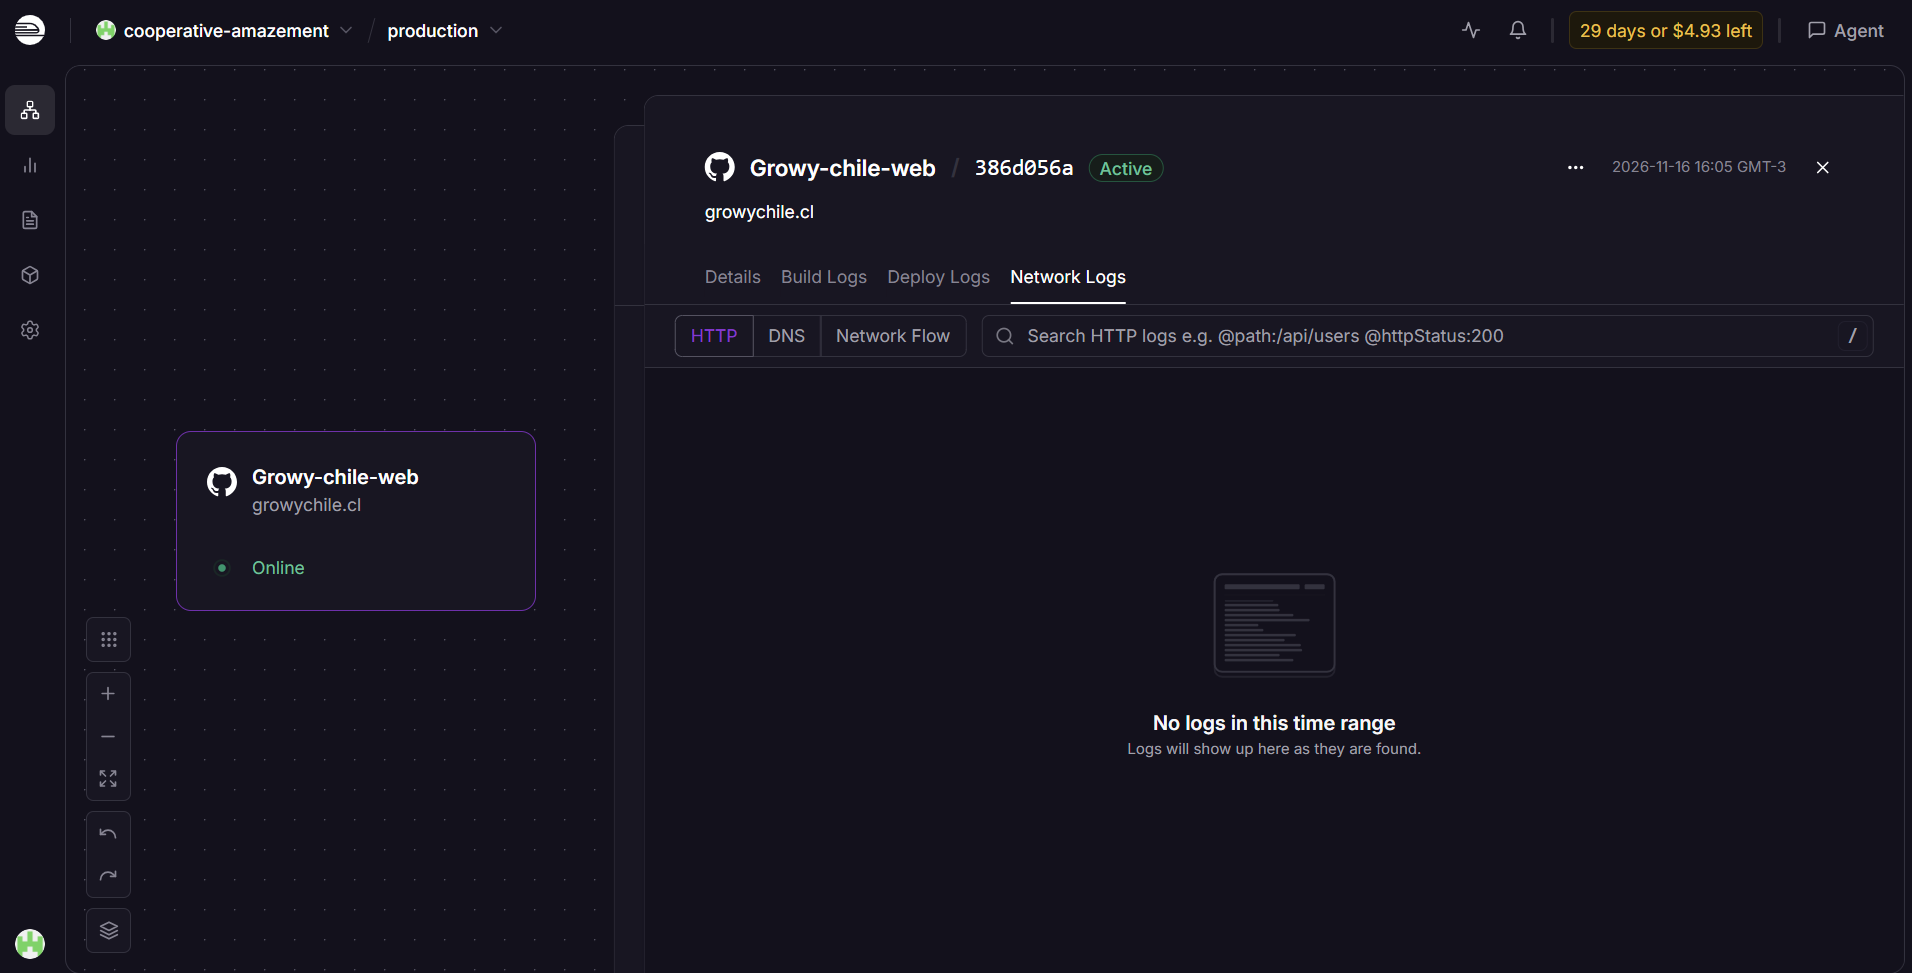 cooperative-amazement / production
29 days or $4.93 left
Agent
Growy-chile-web / 386d056a Active
2026-11-16 16:05 GMT-3
growychile.cl
Details Build Logs Deploy Logs Network Logs
HTTP DNS Network Flow
Search HTTP logs e.g. @path:/api/users @httpStatus:200
/
Growy-chile-web
growychile.cl
Online
No logs in this time range
Logs will show up here as they are found.